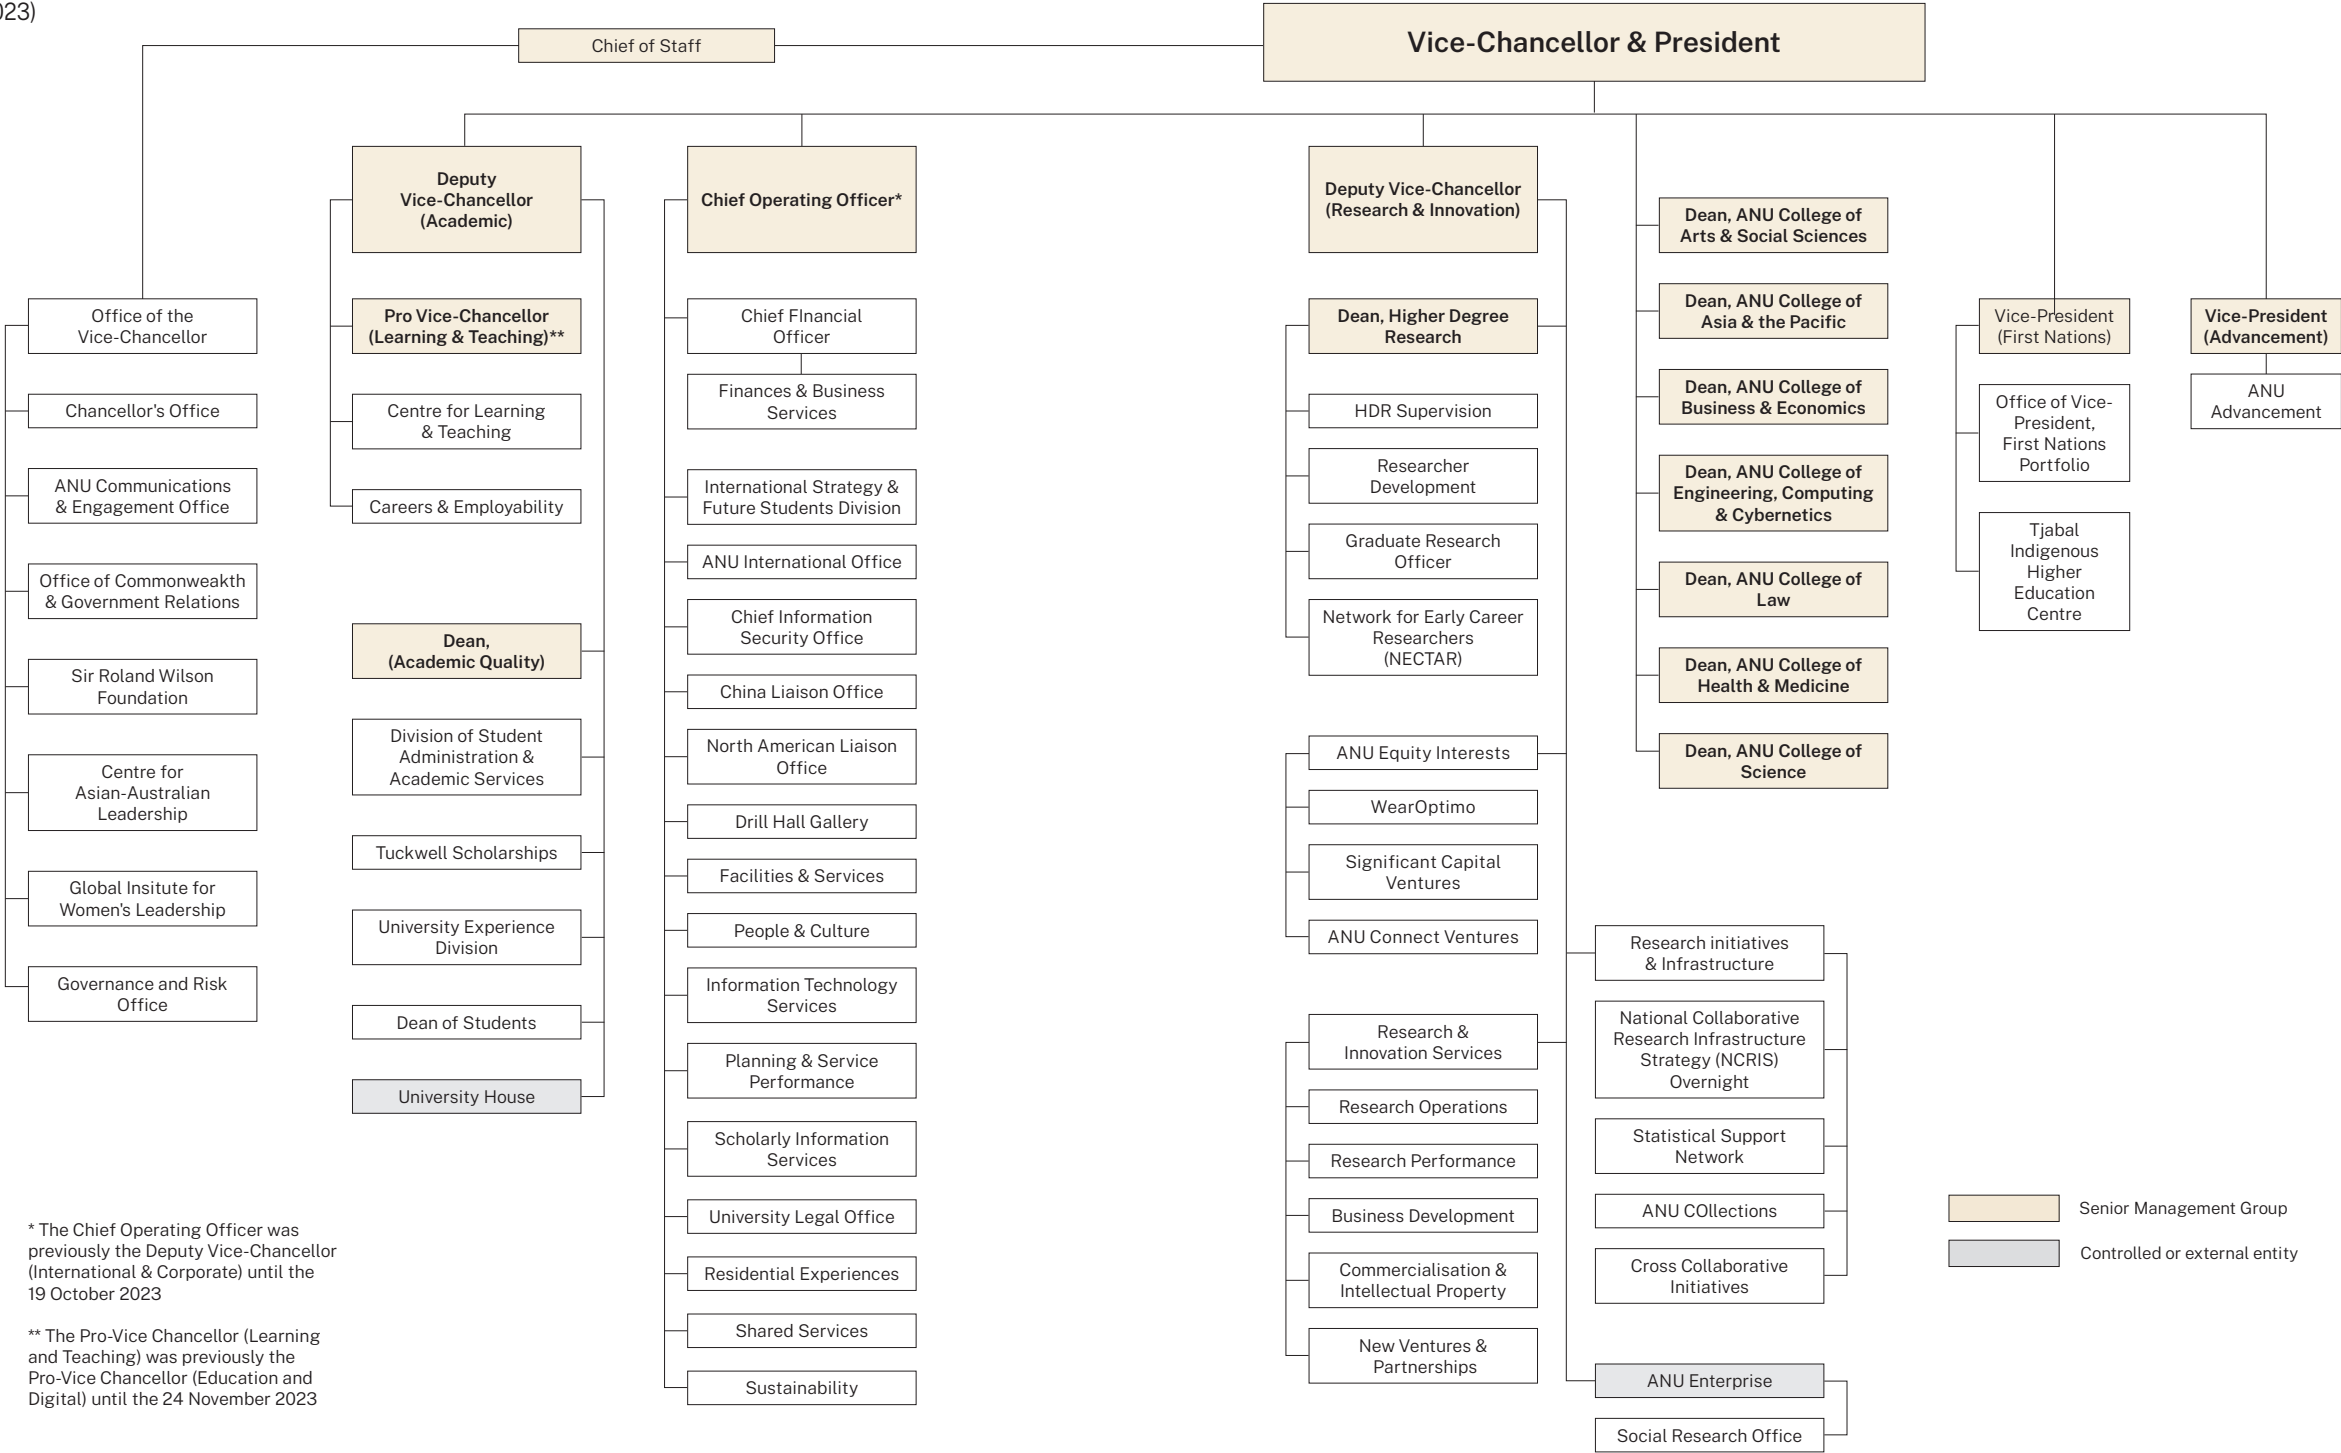 023)
Chief of Staff
Vice-Chancellor & President
Office of the
Vice-Chancellor
Chancellor's Office
ANU Communications
& Engagement Office
Office of Commonweakth
& Government Relations
Sir Roland Wilson
Foundation
Centre for
Asian-Australian
Leadership
Global Insitute for
Women's Leadership
Governance and Risk
Office
Deputy
Vice-Chancellor
(Academic)
Pro Vice-Chancellor
(Learning & Teaching)**
Centre for Learning
& Teaching
Careers & Employability
Dean,
(Academic Quality)
Division of Student
Administration &
Academic Services
Tuckwell Scholarships
University Experience
Division
Dean of Students
University House
Chief Operating Officer*
Chief FInancial
Officer
Finances & Business
Services
International Strategy &
Future Students Division
ANU International Office
Chief Information
Security Office
China Liaison Office
North American Liaison
Office
Drill Hall Gallery
Facilities & Services
People & Culture
Information Technology
Services
Planning & Service
Performance
Scholarly Information
Services
University Legal Office
Residential Experiences
Shared Services
Sustainability
Deputy Vice-Chancellor
(Research & Innovation)
Dean, Higher Degree
Research
HDR Supervision
Researcher
Development
Graduate Research
Officer
Network for Early Career
Researchers
(NECTAR)
ANU Equity Interests
WearOptimo
Significant Capital
Ventures
ANU Connect Ventures
Research &
Innovation Services
Research Operations
Research Performance
Business Development
Commercialisation &
Intellectual Property
New Ventures &
Partnerships
Research initiatives
& Infrastructure
National Collaborative
Research Infrastructure
Strategy (NCRIS)
Overnight
Statistical Support
Network
ANU COllections
Cross Collaborative
Initiatives
ANU Enterprise
Social Research Office
Dean, ANU College of
Arts & Social Sciences
Dean, ANU College of
Asia & the Pacific
Dean, ANU College of
Business & Economics
Dean, ANU College of
Engineering, Computing
& Cybernetics
Dean, ANU College of
Law
Dean, ANU College of
Health & Medicine
Dean, ANU College of
Science
Vice-President
(First Nations)
Office of Vice-
President,
First Nations
Portfolio
Tjabal
Indigenous
Higher
Education
Centre
Vice-President
(Advancement)
ANU
Advancement
* The Chief Operating Officer was
previously the Deputy Vice-Chancellor
(International & Corporate) until the
19 October 2023
** The Pro-Vice Chancellor (Learning
and Teaching) was previously the
Pro-Vice Chancellor (Education and
Digital) until the 24 November 2023
Senior Management Group
Controlled or external entity